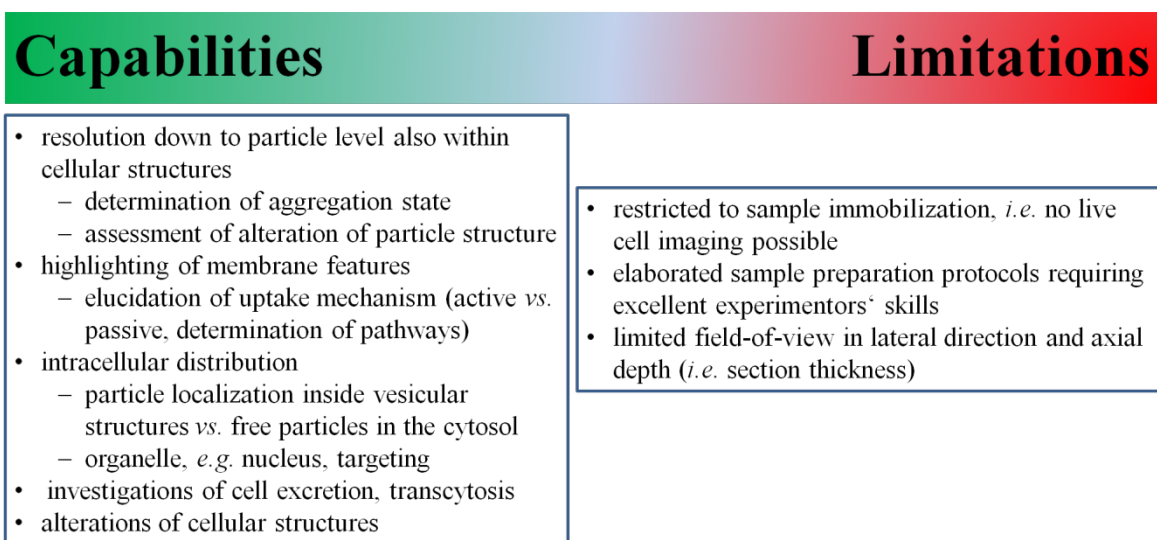 Capabilities
Limitations
• resolution down to particle level also within
cellular structures
– determination of aggregation state
– assessment of alteration of particle structure
• highlighting of membrane features
– elucidation of uptake mechanism (active vs.
passive, determination of pathways)
• intracellular distribution
– particle localization inside vesicular
structures vs. free particles in the cytosol
– organelle, e.g. nucleus, targeting
• investigations of cell excretion, transcytosis
• alterations of cellular structures
• restricted to sample immobilization, i.e. no live
cell imaging possible
• elaborated sample preparation protocols requiring
excellent experimentors‘ skills
• limited field-of-view in lateral direction and axial
depth (i.e. section thickness)